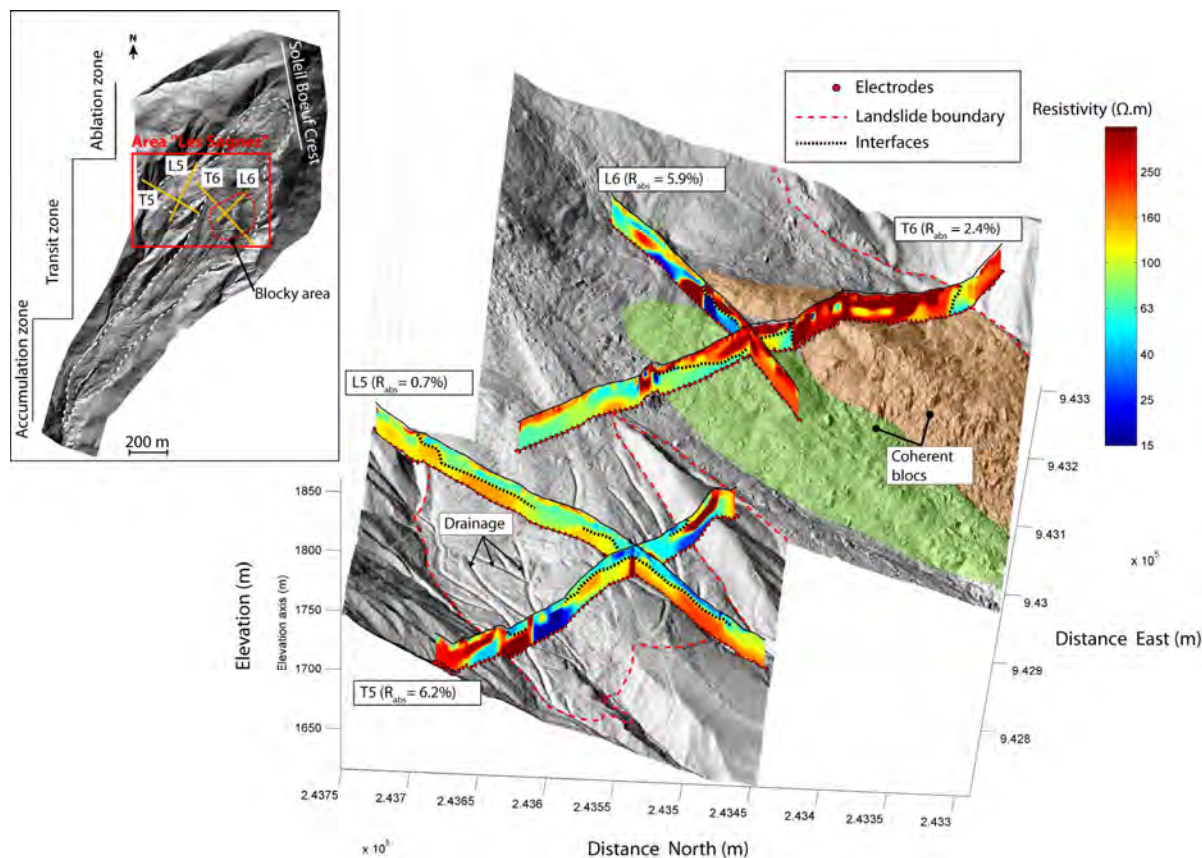 N
Soleil Boeuf Crest
Ablation zone
Transit zone
Accumulation zone
Area "Les Sagnes"
L5
T6
L6
T5
Blocky area
200 m
Electrodes
Landslide boundary
Interfaces
Resistivity (Ω.m)
250
160
100
63
40
25
15
L6 (Rabs = 5.9%)
T6 (Rabs = 2.4%)
L5 (Rabs = 0.7%)
T5 (Rabs = 6.2%)
Coherent
blocs
Drainage
Elevation (m)
Elevation axis (m)
1850
1800
1750
1700
1650
9.433
9.432
9.431
9.43
9.429
9.428
x 10⁵
Distance East (m)
2.4375
2.437
2.4365
2.436
2.4355
2.435
2.4345
2.434
2.4335
2.433
x 10⁵
Distance North (m)